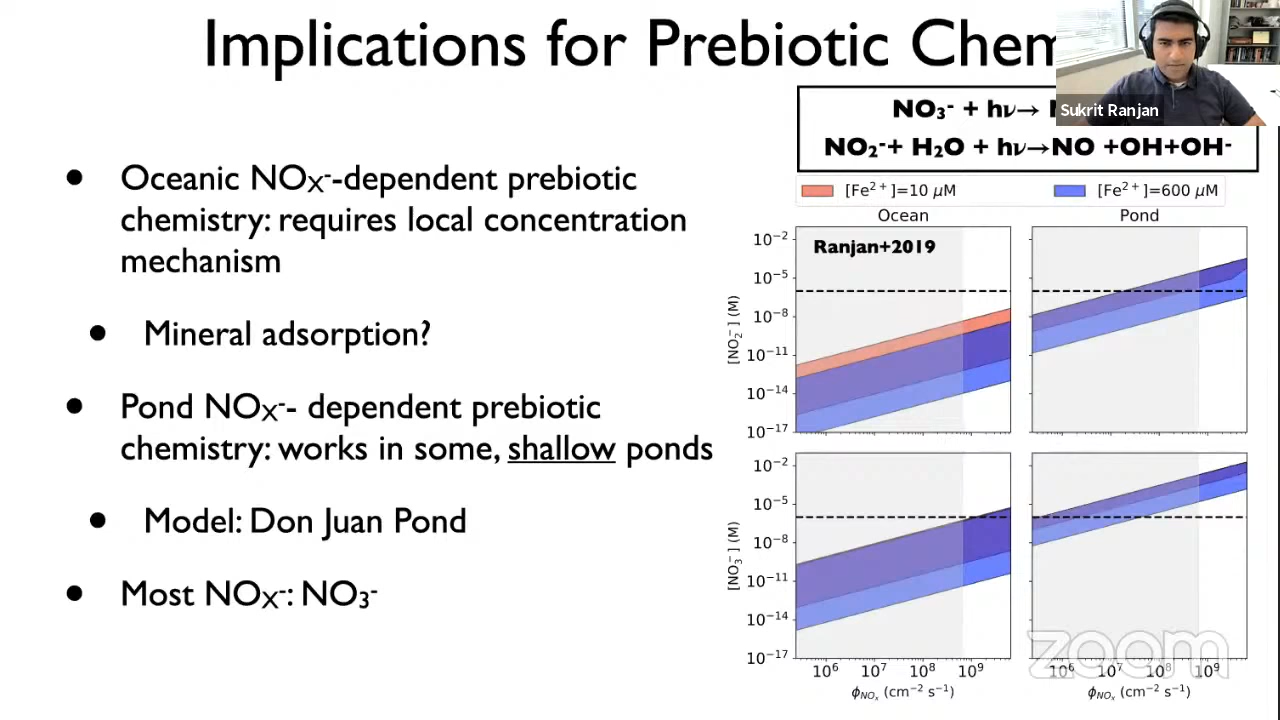 Implications for Prebiotic Chem
NO₃⁻ + hν→
Sukrit Ranjan
NO₂⁻+ H₂O + hν→NO +OH+OH⁻
• Oceanic NOₓ⁻-dependent prebiotic
chemistry: requires local concentration
mechanism
• Mineral adsorption?
• Pond NOₓ⁻- dependent prebiotic
chemistry: works in some, shallow ponds
• Model: Don Juan Pond
• Most NOₓ⁻: NO₃⁻
[Fe²⁺]=10 μM [Fe²⁺]=600 μM
Ocean Pond
Ranjan+2019
[NO₂⁻] (M)
10⁻²
10⁻⁵
10⁻⁸
10⁻¹¹
10⁻¹⁴
10⁻¹⁷
[NO₃⁻] (M)
10⁻²
10⁻⁵
10⁻⁸
10⁻¹¹
10⁻¹⁴
10⁻¹⁷
10⁶ 10⁷ 10⁸ 10⁹ 10⁶ 10⁷ 10⁸ 10⁹
ϕNOₓ (cm⁻² s⁻¹) ϕNOₓ (cm⁻² s⁻¹)
zoom